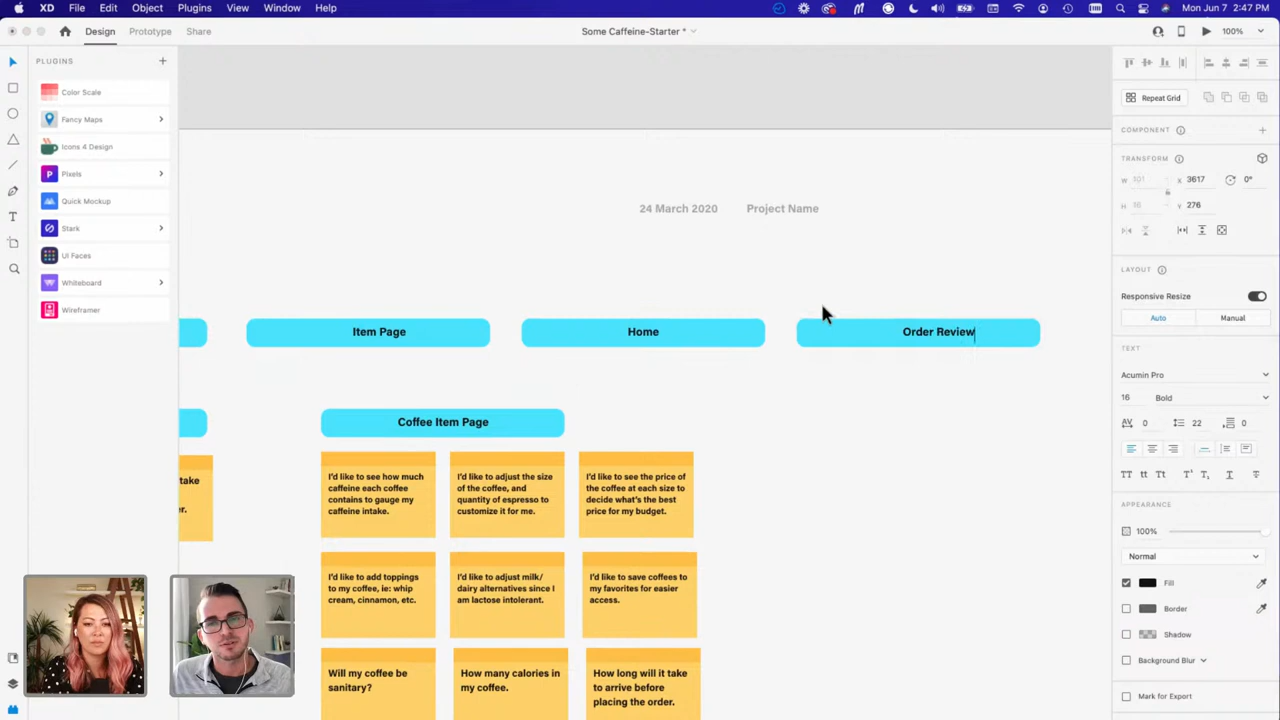 XD File Edit Object Plugins View Window Help Mon Jun 7 2:47 PM
Design Prototype Share Some Caffeine-Starter * 100%
PLUGINS
Color Scale
Fancy Maps
Icons 4 Design
Pixels
Quick Mockup
Stark
UI Faces
Whiteboard
Wireframer
24 March 2020 Project Name
Item Page
Home
Order Review
Coffee Item Page
take
er.
I'd like to see how much
caffeine each coffee
contains to gauge my
caffeine intake.
I'd like to adjust the size
of the coffee, and
quantity of espresso to
customize it for me.
I'd like to see the price of
the coffee at each size to
decide what's the best
price for my budget.
I'd like to add toppings
to my coffee, ie: whip
cream, cinnamon, etc.
I'd like to adjust milk/
dairy alternatives since I
am lactose intolerant.
I'd like to save coffees to
my favorites for easier
access.
Will my coffee be
sanitary?
How many calories in
my coffee.
How long will it take
to arrive before
placing the order.
Repeat Grid
COMPONENT
TRANSFORM
W X 3617 0°
H Y 276
LAYOUT
Responsive Resize
Auto Manual
TEXT
Acumin Pro
16 Bold
0 22 0
APPEARANCE
100%
Normal
Fill
Border
Shadow
Background Blur
Mark for Export